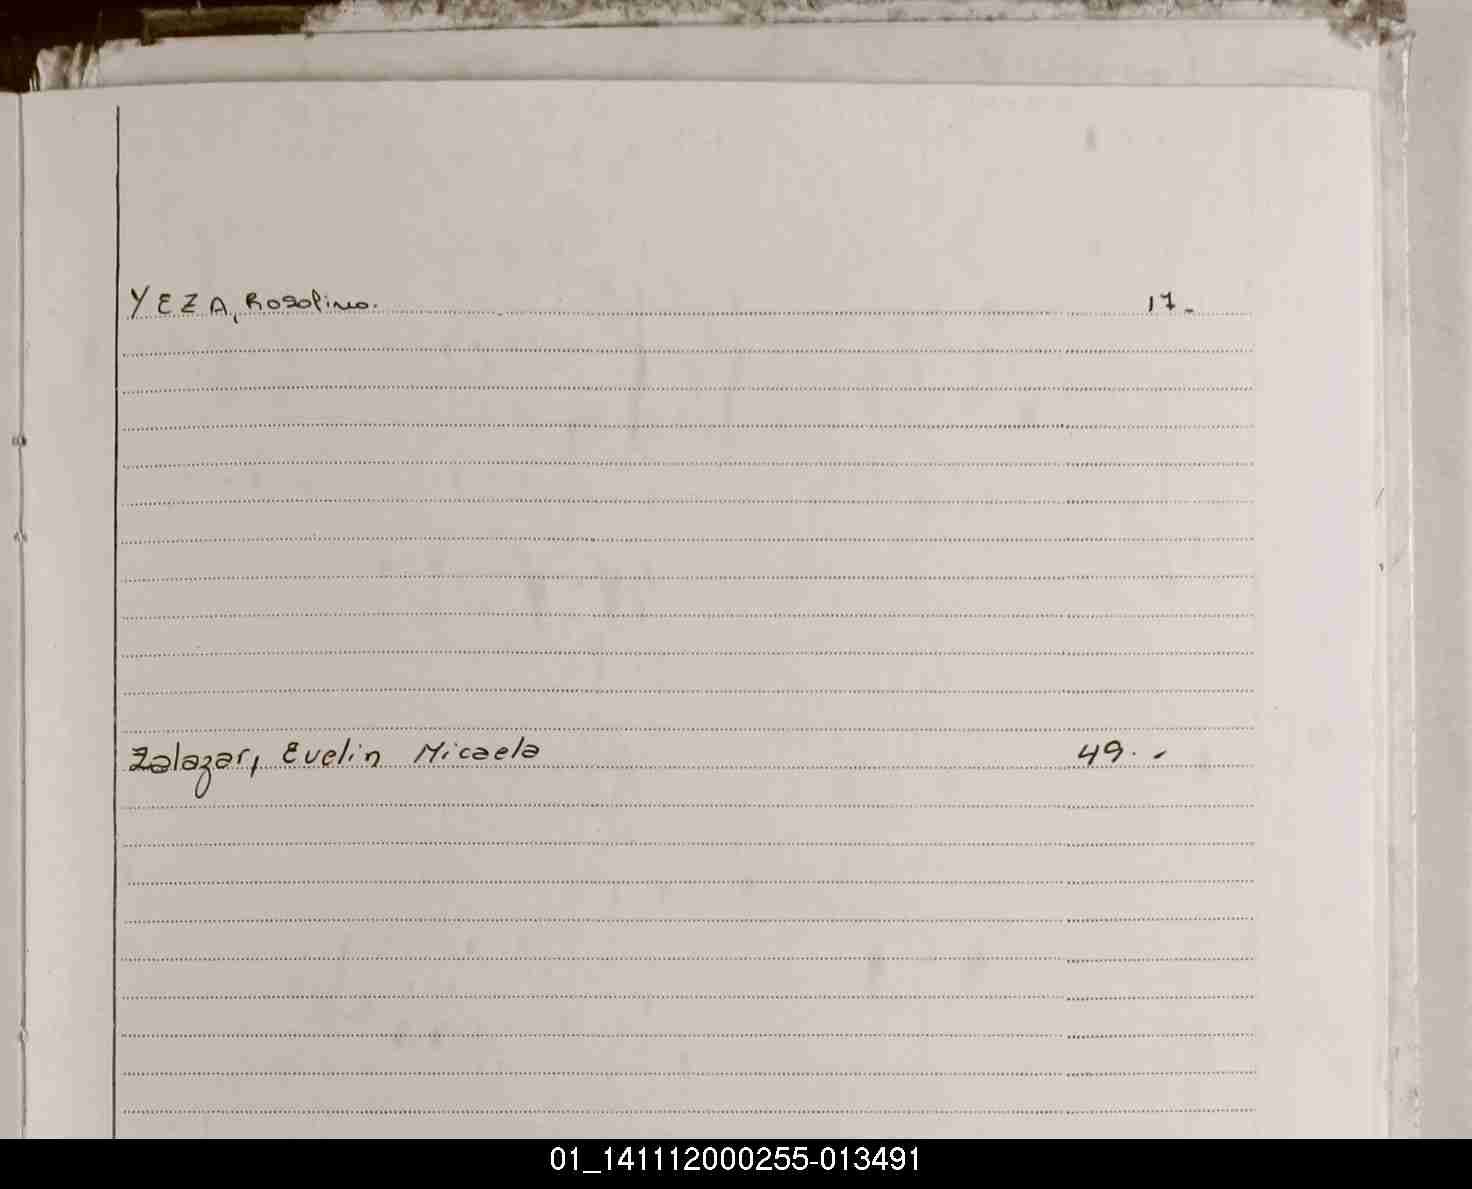 YEZA, Rosolino. 17.-
Zalazar, Evelin Micaela 49.-
01_141112000255-013491